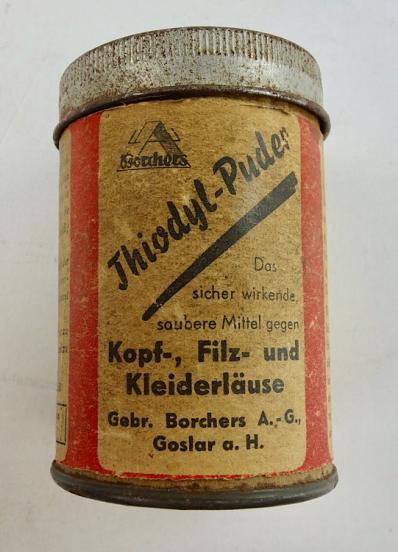 Borchers
Thiodyl-Puder
Das
sicher wirkende,
saubere Mittel gegen
Kopf-, Filz- und
Kleiderläuse
Gebr. Borchers A.-G.,
Goslar a. H.